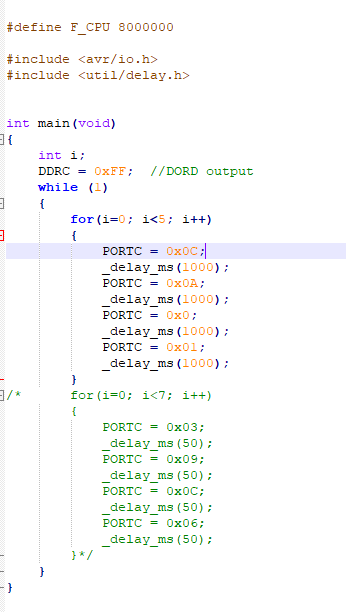 #define F_CPU 8000000
#include <avr/io.h>
#include <util/delay.h>
int main(void)
{
int i;
DDRC = 0xFF; //DORD output
while (1)
{
for(i=0; i<5; i++)
{
PORTC = 0x0C;
_delay_ms(1000);
PORTC = 0x0A;
_delay_ms(1000);
PORTC = 0x0;
_delay_ms(1000);
PORTC = 0x01;
_delay_ms(1000);
}
/* for(i=0; i<7; i++)
{
PORTC = 0x03;
_delay_ms(50);
PORTC = 0x09;
_delay_ms(50);
PORTC = 0x0C;
_delay_ms(50);
PORTC = 0x06;
_delay_ms(50);
}*/
}
}